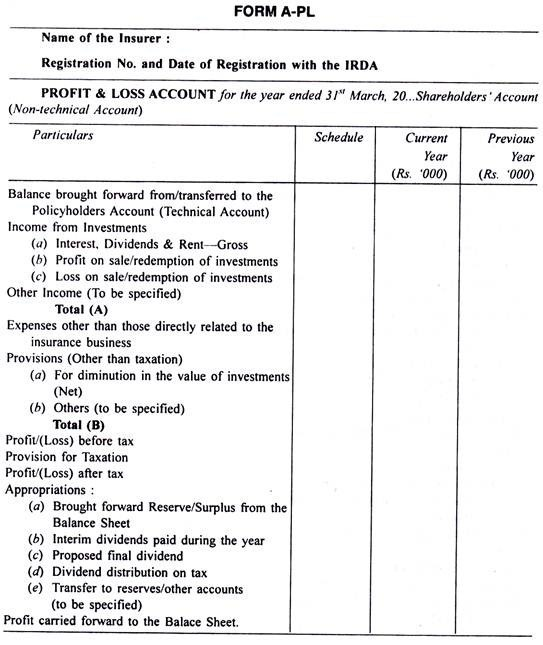 FORM A-PL
Name of the Insurer :
Registration No. and Date of Registration with the IRDA
PROFIT & LOSS ACCOUNT for the year ended 31st March, 20...Shareholders' Account
(Non-technical Account)
Particulars Schedule Current Previous
Year Year
(Rs. '000) (Rs. '000)
Balance brought forward from/transferred to the
Policyholders Account (Technical Account)
Income from Investments
(a) Interest, Dividends & Rent—Gross
(b) Profit on sale/redemption of investments
(c) Loss on sale/redemption of investments
Other Income (To be specified)
Total (A)
Expenses other than those directly related to the
insurance business
Provisions (Other than taxation)
(a) For diminution in the value of investments
(Net)
(b) Others (to be specified)
Total (B)
Profit/(Loss) before tax
Provision for Taxation
Profit/(Loss) after tax
Appropriations :
(a) Brought forward Reserve/Surplus from the
Balance Sheet
(b) Interim dividends paid during the year
(c) Proposed final dividend
(d) Dividend distribution on tax
(e) Transfer to reserves/other accounts
(to be specified)
Profit carried forward to the Balace Sheet.